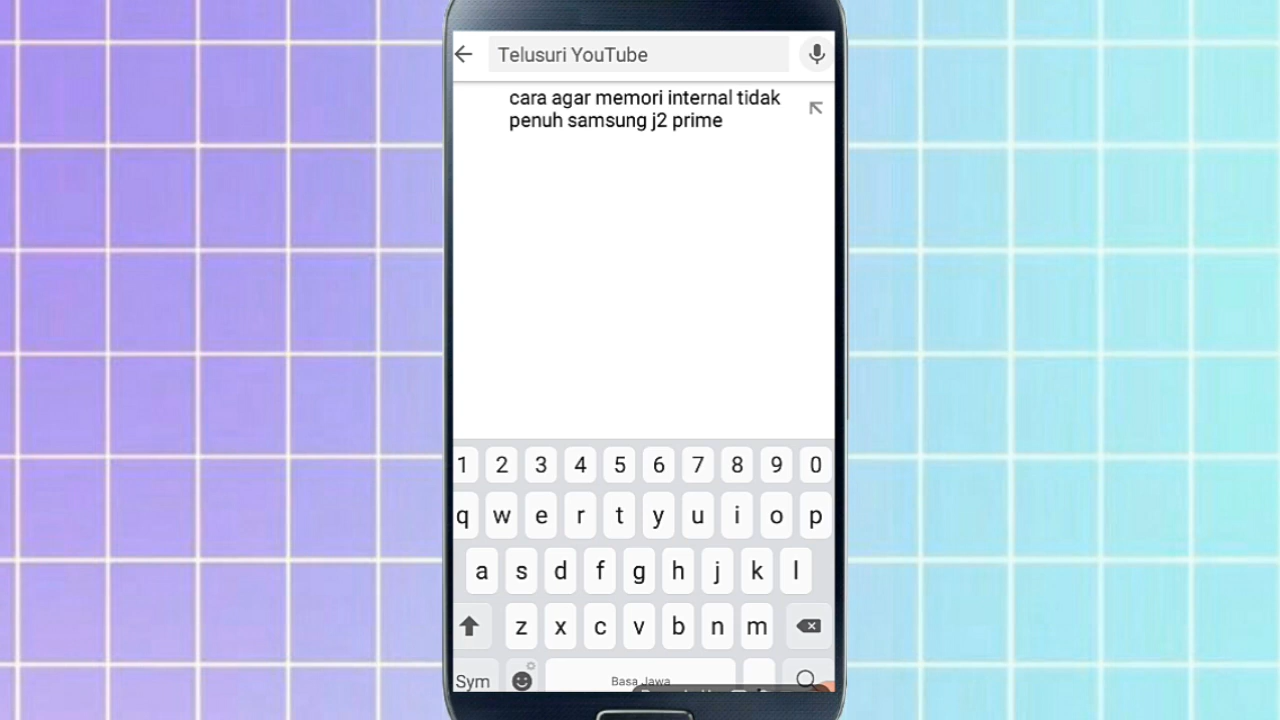 Telusuri YouTube
cara agar memori internal tidak
penuh samsung j2 prime
1 2 3 4 5 6 7 8 9 0
q w e r t y u i o p
a s d f g h j k l
z x c v b n m
Sym Basa Jawa